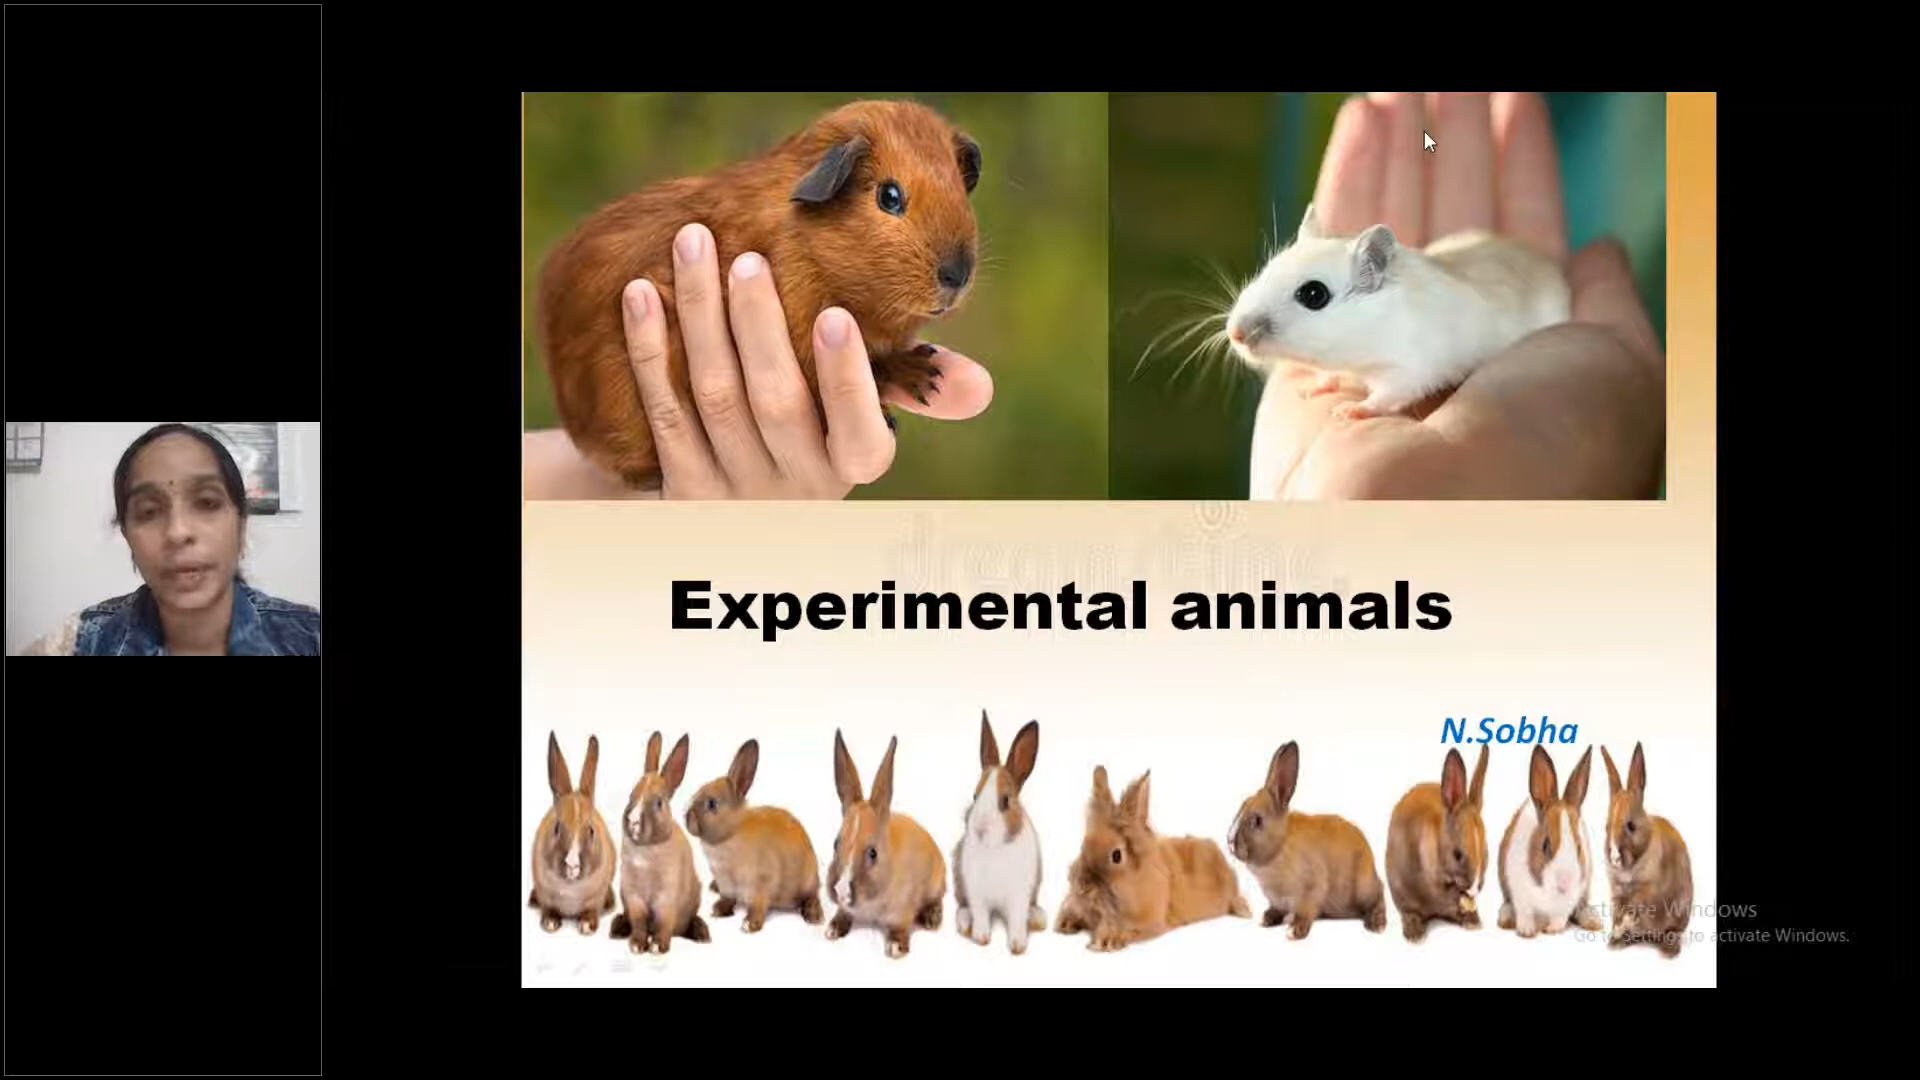 Experimental animals
N.Sobha
Activate Windows
Go to Settings to activate Windows.